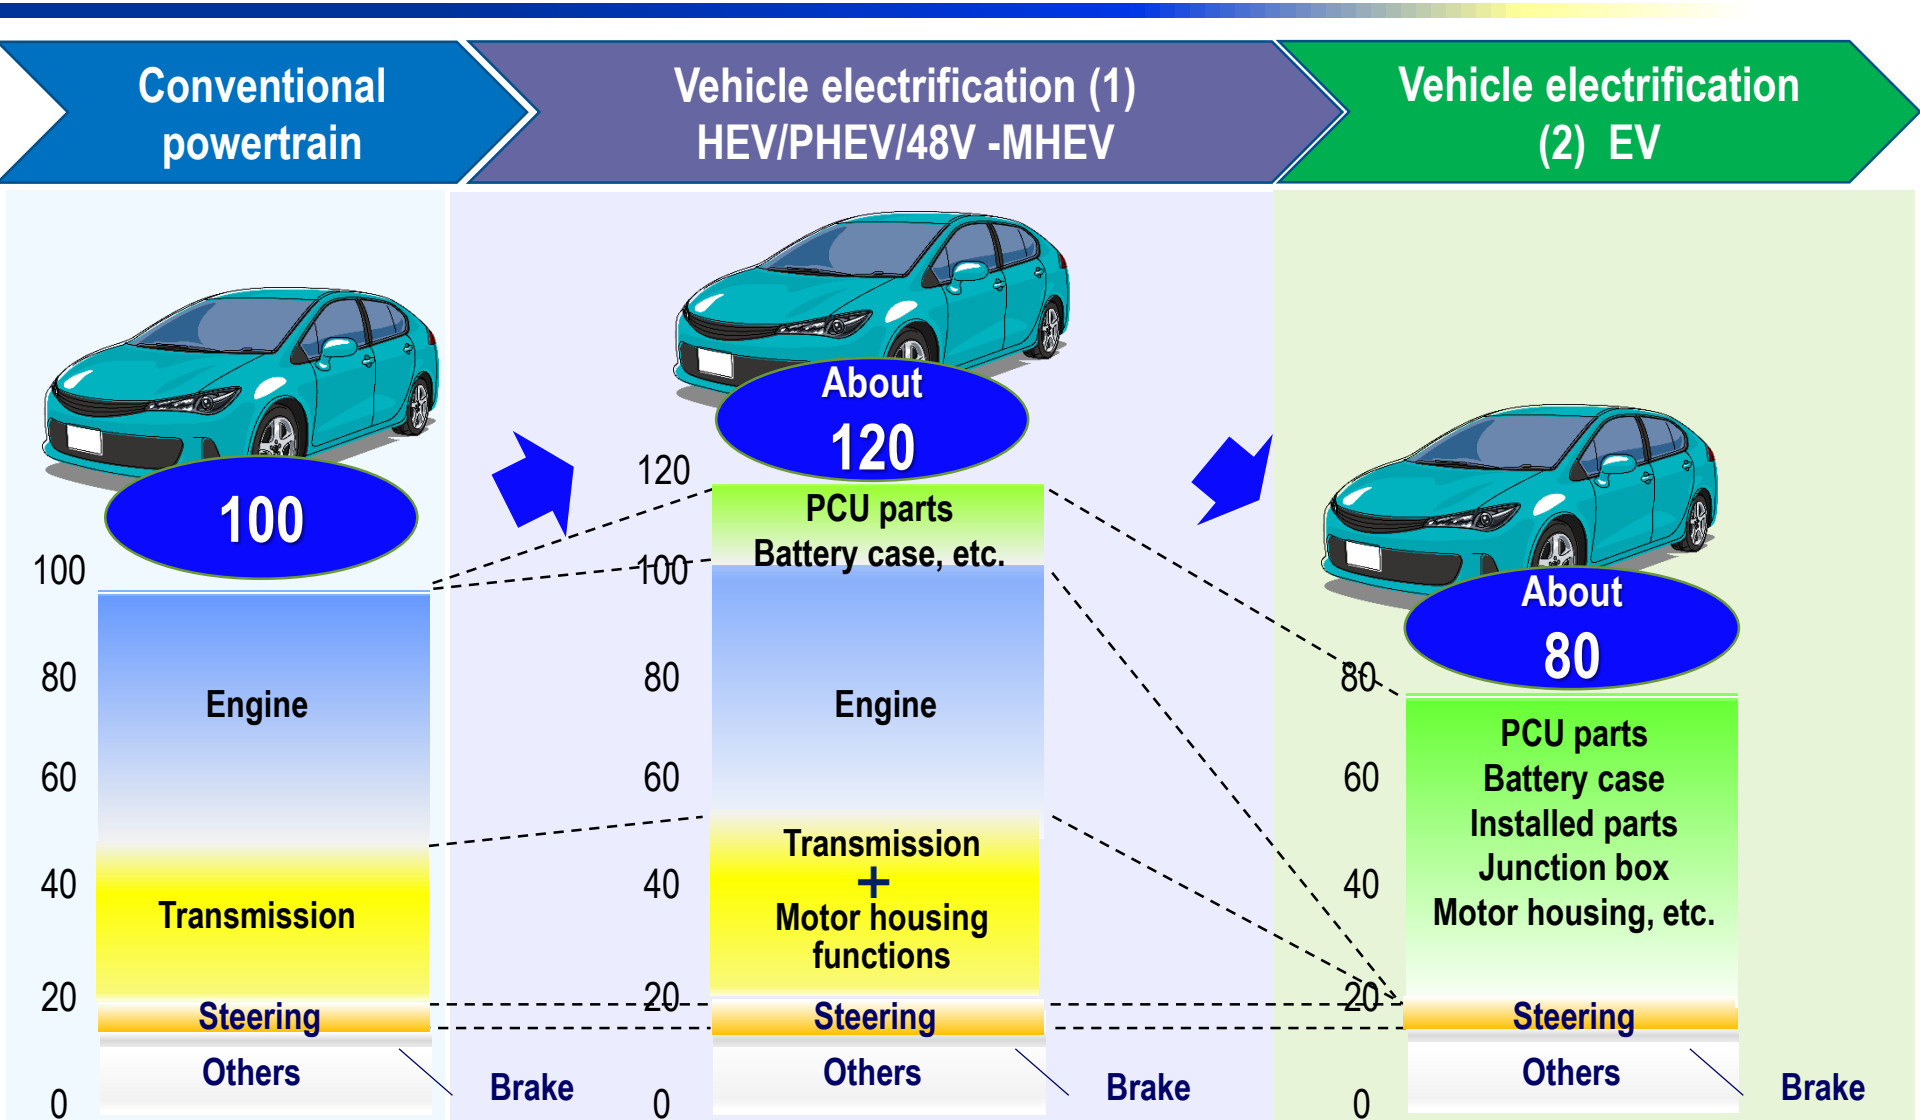 Conventional
powertrain
Vehicle electrification (1)
HEV/PHEV/48V -MHEV
Vehicle electrification
(2) EV
100
100
80
60
40
20
0
Engine
Transmission
Steering
Others
Brake
About
120
120
100
80
60
40
20
0
PCU parts
Battery case, etc.
Engine
Transmission
+
Motor housing
functions
Steering
Others
Brake
About
80
80
60
40
20
0
PCU parts
Battery case
Installed parts
Junction box
Motor housing, etc.
Steering
Others
Brake